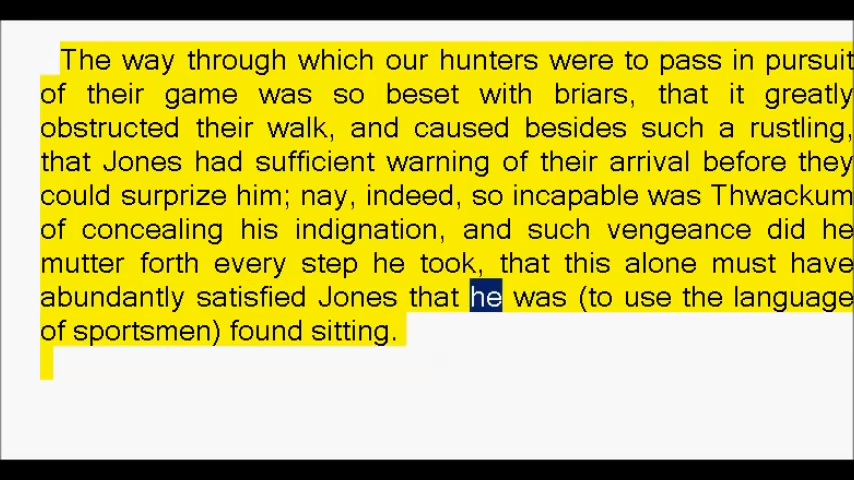 The way through which our hunters were to pass in pursuit
of their game was so beset with briars, that it greatly
obstructed their walk, and caused besides such a rustling,
that Jones had sufficient warning of their arrival before they
could surprize him; nay, indeed, so incapable was Thwackum
of concealing his indignation, and such vengeance did he
mutter forth every step he took, that this alone must have
abundantly satisfied Jones that he was (to use the language
of sportsmen) found sitting.